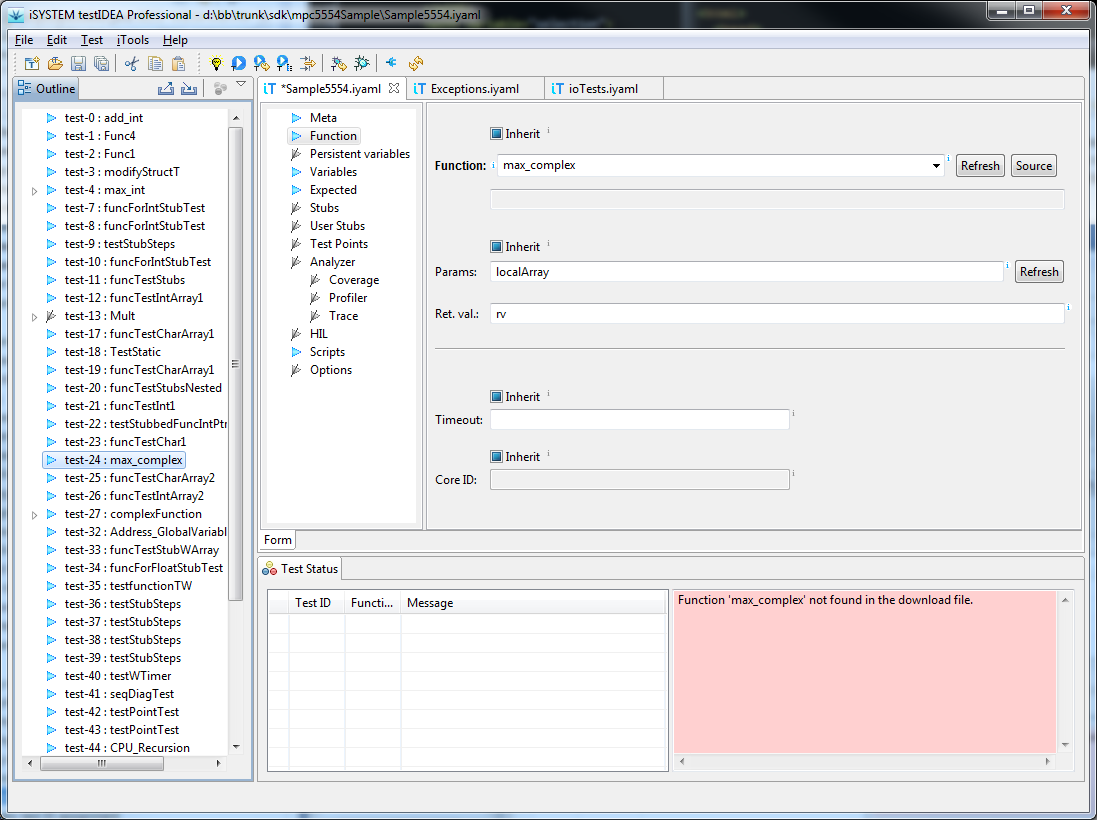 iSYSTEM testIDEA Professional - d:\bb\trunk\sdk\mpc5554Sample\Sample5554.iyaml
File Edit Test iTools Help
Outline
test-0 : add_int
test-1 : Func4
test-2 : Func1
test-3 : modifyStructT
test-4 : max_int
test-7 : funcForIntStubTest
test-8 : funcForIntStubTest
test-9 : testStubSteps
test-10 : funcForIntStubTest
test-11 : funcTestStubs
test-12 : funcTestIntArray1
test-13 : Mult
test-17 : funcTestCharArray1
test-18 : TestStatic
test-19 : funcTestCharArray1
test-20 : funcTestStubsNested
test-21 : funcTestInt1
test-22 : testStubbedFuncIntPtr
test-23 : funcTestChar1
test-24 : max_complex
test-25 : funcTestCharArray2
test-26 : funcTestIntArray2
test-27 : complexFunction
test-32 : Address_GlobalVariabl
test-33 : funcTestStubWArray
test-34 : funcForFloatStubTest
test-35 : testfunctionTW
test-36 : testStubSteps
test-37 : testStubSteps
test-38 : testStubSteps
test-39 : testStubSteps
test-40 : testWTimer
test-41 : seqDiagTest
test-42 : testPointTest
test-43 : testPointTest
test-44 : CPU_Recursion
iT *Sample5554.iyaml iT Exceptions.iyaml iT ioTests.iyaml
Meta
Function
Persistent variables
Variables
Expected
Stubs
User Stubs
Test Points
Analyzer
Coverage
Profiler
Trace
HIL
Scripts
Options
Inherit i
Function: i max_complex i Refresh Source
Inherit i
Params: localArray i Refresh
Ret. val.: rv i
Inherit i
Timeout: i
Inherit i
Core ID: i
Form
Test Status
Test ID Functi... Message
Function 'max_complex' not found in the download file.